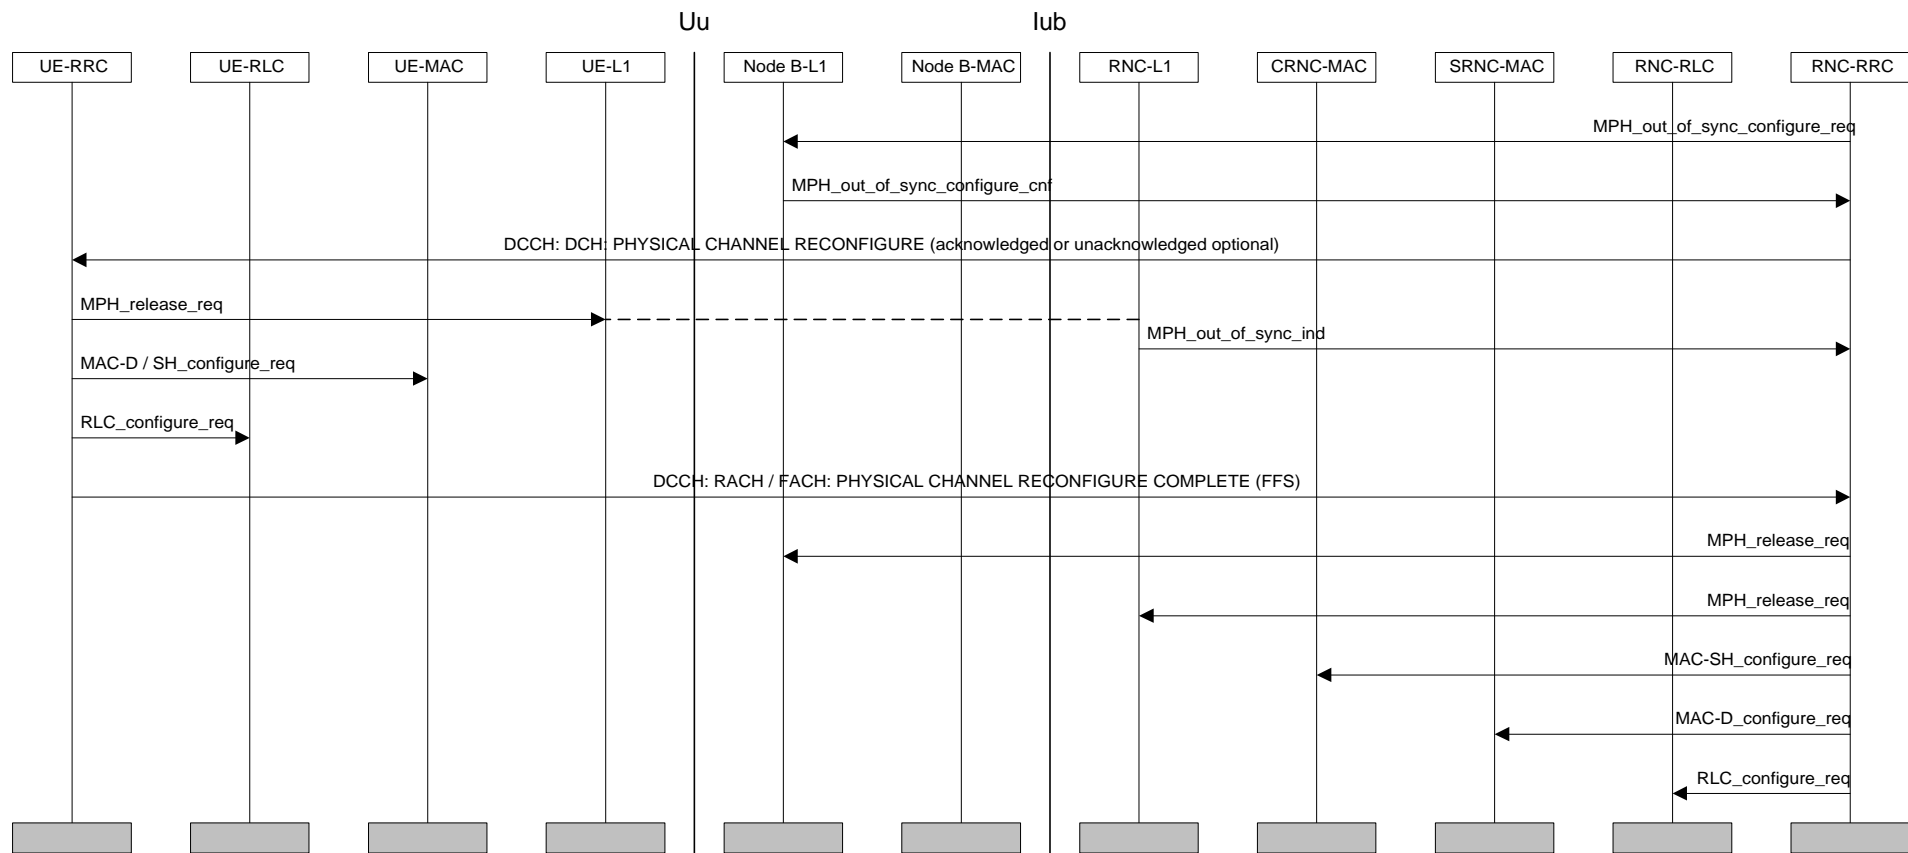 Uu
Iub
UE-RRC
UE-RLC
UE-MAC
UE-L1
Node B-L1
Node B-MAC
RNC-L1
CRNC-MAC
SRNC-MAC
RNC-RLC
RNC-RRC
MPH_out_of_sync_configure_req
MPH_out_of_sync_configure_cnf
DCCH: DCH: PHYSICAL CHANNEL RECONFIGURE (acknowledged or unacknowledged optional)
MPH_release_req
MPH_out_of_sync_ind
MAC-D / SH_configure_req
RLC_configure_req
DCCH: RACH / FACH: PHYSICAL CHANNEL RECONFIGURE COMPLETE (FFS)
MPH_release_req
MPH_release_req
MAC-SH_configure_req
MAC-D_configure_req
RLC_configure_req